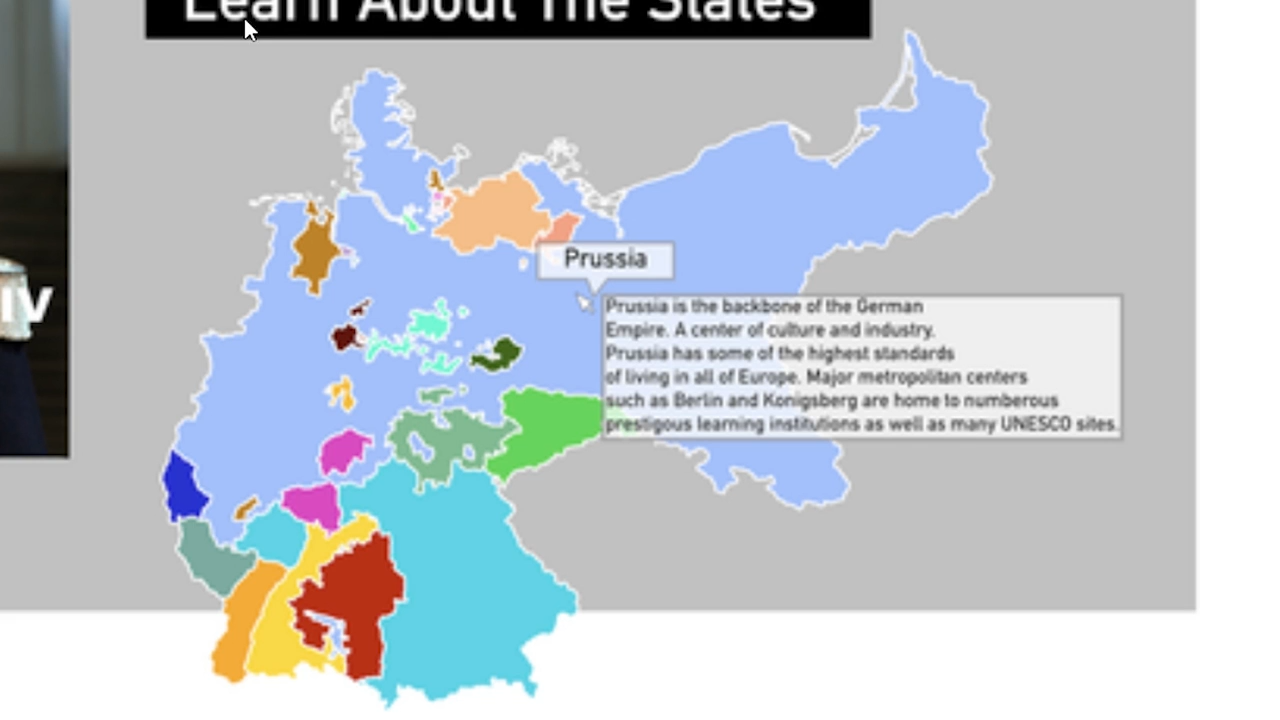 Learn About The States
IV
Prussia
Prussia is the backbone of the German
Empire. A center of culture and industry.
Prussia has some of the highest standards
of living in all of Europe. Major metropolitan centers
such as Berlin and Konigsberg are home to numberous
prestigous learning institutions as well as many UNESCO sites.